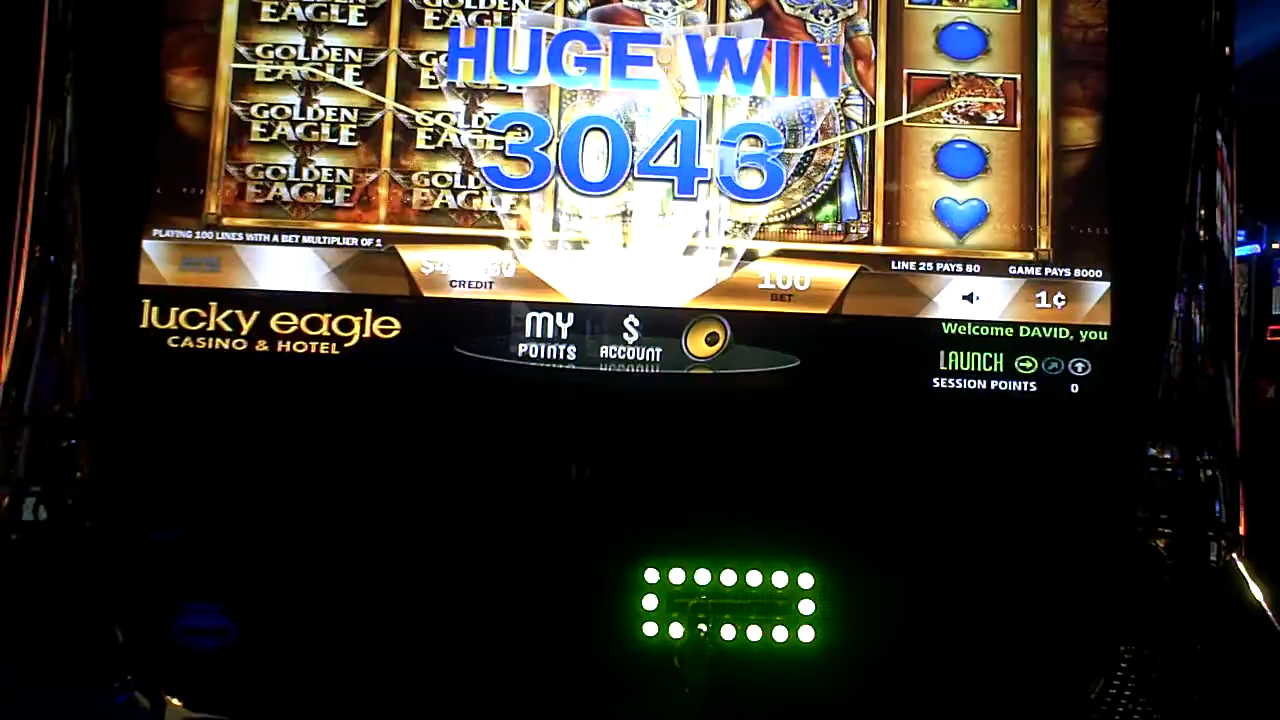 EAGLE
EAGLE
GOLDEN
EAGLE
GOLDEN
EAGLE
GOLDEN
EAGLE
HUGE WIN
3043
PLAYING 100 LINES WITH A BET MULTIPLIER OF 1
CREDIT
100
BET
LINE 25 PAYS 80
GAME PAYS 8000
1¢
lucky eagle
CASINO & HOTEL
MY
POINTS
$
ACCOUNT
Welcome DAVID, you
LAUNCH
SESSION POINTS 0